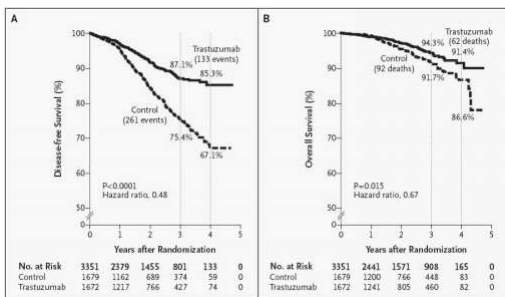 A
100
90
80
70
60
50
0
Disease-free Survival (%)
87.1%
Trastuzumab
(133 events)
85.3%
Control
(261 events)
75.4%
67.1%
P<0.0001
Hazard ratio, 0.48
0 1 2 3 4 5
Years after Randomization
No. at Risk 3351 2379 1455 801 133 0
Control 1679 1162 689 374 59 0
Trastuzumab 1672 1217 766 427 74 0
B
100
90
80
70
60
50
0
Overall Survival (%)
94.3%
Trastuzumab
(62 deaths)
91.4%
Control
(92 deaths)
91.7%
86.6%
P=0.015
Hazard ratio, 0.67
0 1 2 3 4 5
Years after Randomization
No. at Risk 3351 2441 1571 908 165 0
Control 1679 1200 766 448 83 0
Trastuzumab 1672 1241 805 460 82 0